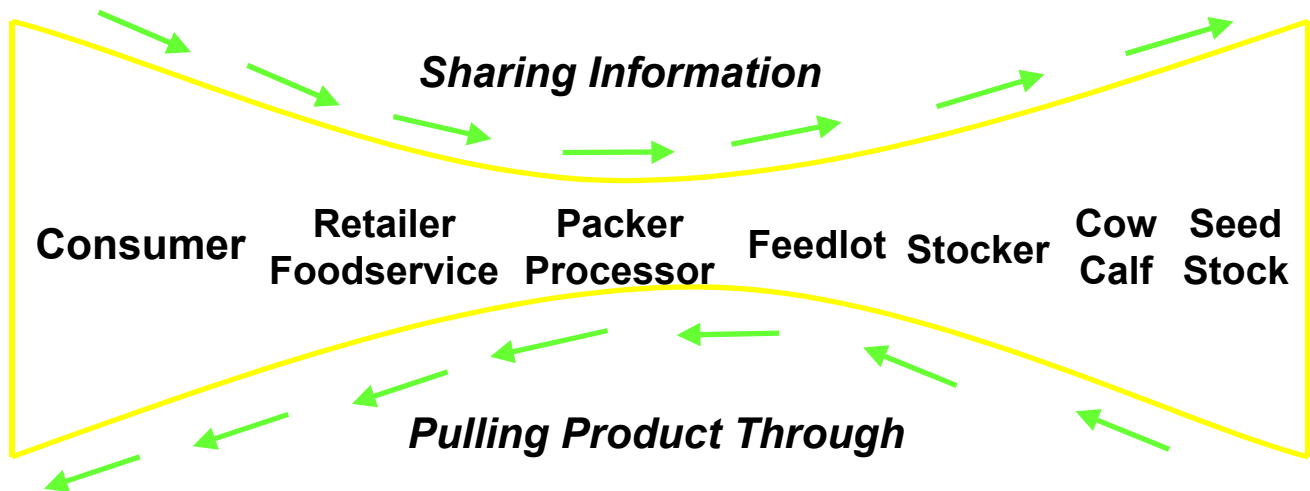 Sharing Information
Consumer
Retailer
Foodservice
Packer
Processor
Feedlot
Stocker
Cow
Calf
Seed
Stock
Pulling Product Through